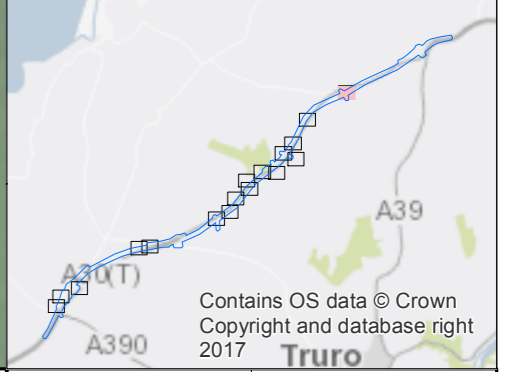 A39
A30(T)
Contains OS data © Crown
Copyright and database right
2017
A390
Truro